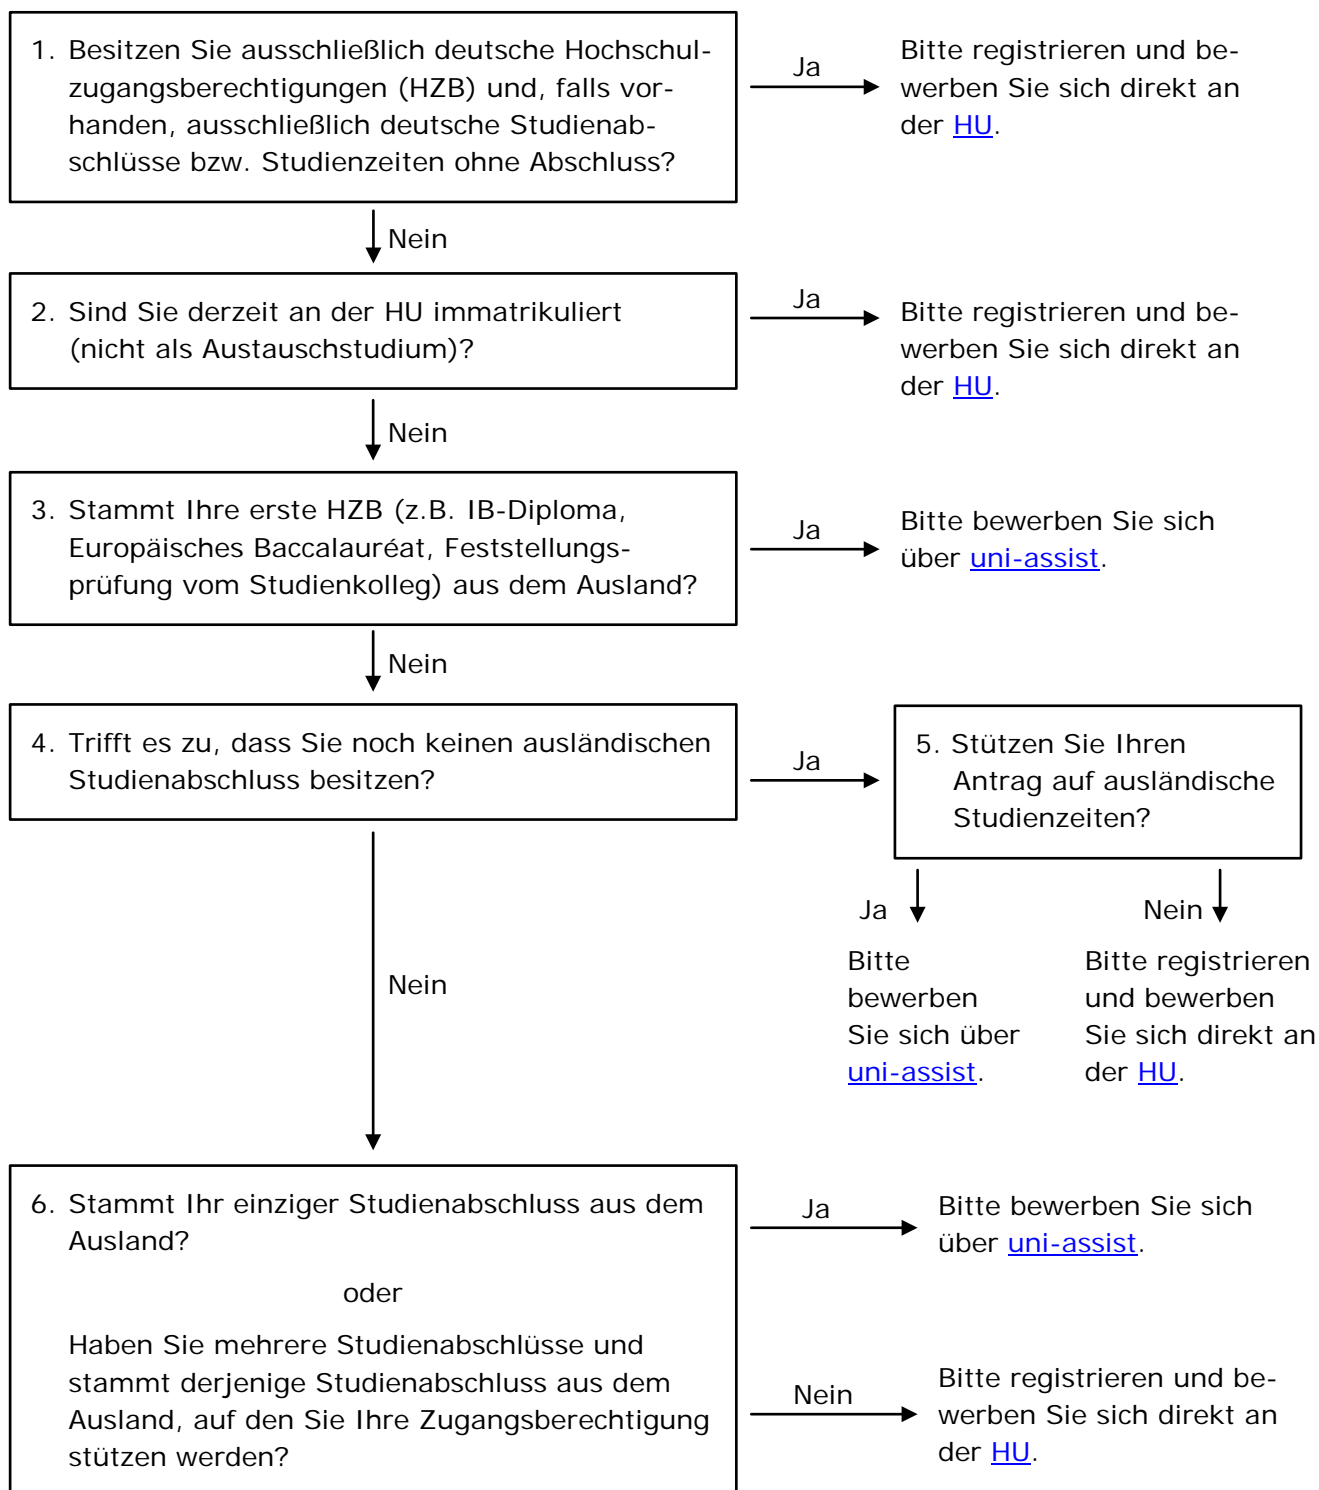 1. Besitzen Sie ausschließlich deutsche Hochschul-
zugangsberechtigungen (HZB) und, falls vor-
handen, ausschließlich deutsche Studienab-
schlüsse bzw. Studienzeiten ohne Abschluss?
Ja
Bitte registrieren und be-
werben Sie sich direkt an
der HU.
Nein
2. Sind Sie derzeit an der HU immatrikuliert
(nicht als Austauschstudium)?
Ja
Bitte registrieren und be-
werben Sie sich direkt an
der HU.
Nein
3. Stammt Ihre erste HZB (z.B. IB-Diploma,
Europäisches Baccalauréat, Feststellungs-
prüfung vom Studienkolleg) aus dem Ausland?
Ja
Bitte bewerben Sie sich
über uni-assist.
Nein
4. Trifft es zu, dass Sie noch keinen ausländischen
Studienabschluss besitzen?
Ja
5. Stützen Sie Ihren
Antrag auf ausländische
Studienzeiten?
Ja
Bitte
bewerben
Sie sich über
uni-assist.
Nein
Bitte registrieren
und bewerben
Sie sich direkt an
der HU.
Nein
6. Stammt Ihr einziger Studienabschluss aus dem
Ausland?
oder
Haben Sie mehrere Studienabschlüsse und
stammt derjenige Studienabschluss aus dem
Ausland, auf den Sie Ihre Zugangsberechtigung
stützen werden?
Ja
Bitte bewerben Sie sich
über uni-assist.
Nein
Bitte registrieren und be-
werben Sie sich direkt an
der HU.